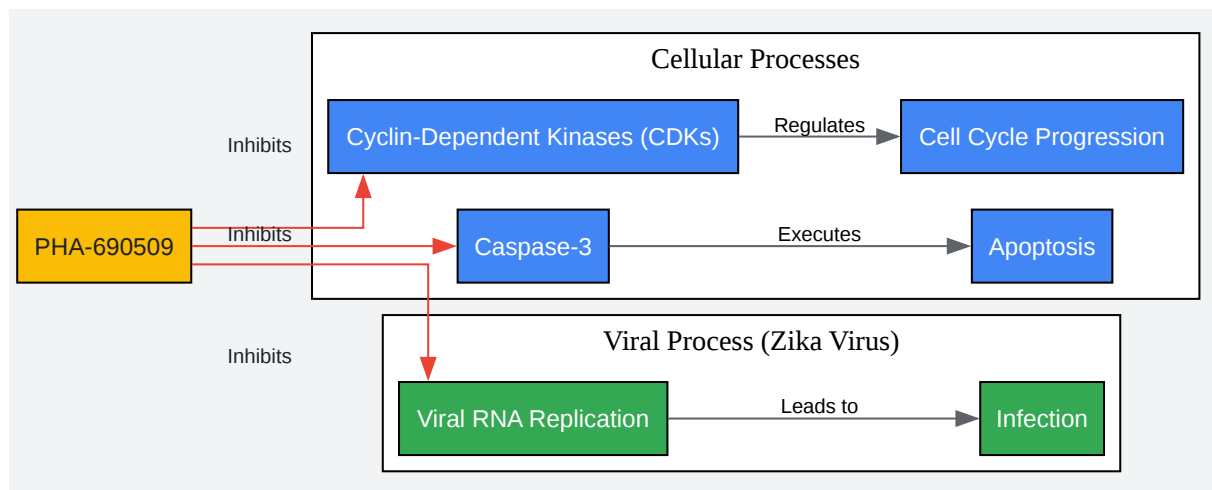 Cellular Processes
Inhibits
Cyclin-Dependent Kinases (CDKs)
Regulates
Cell Cycle Progression
PHA-690509
Inhibits
Caspase-3
Executes
Apoptosis
Inhibits
Viral Process (Zika Virus)
Viral RNA Replication
Leads to
Infection